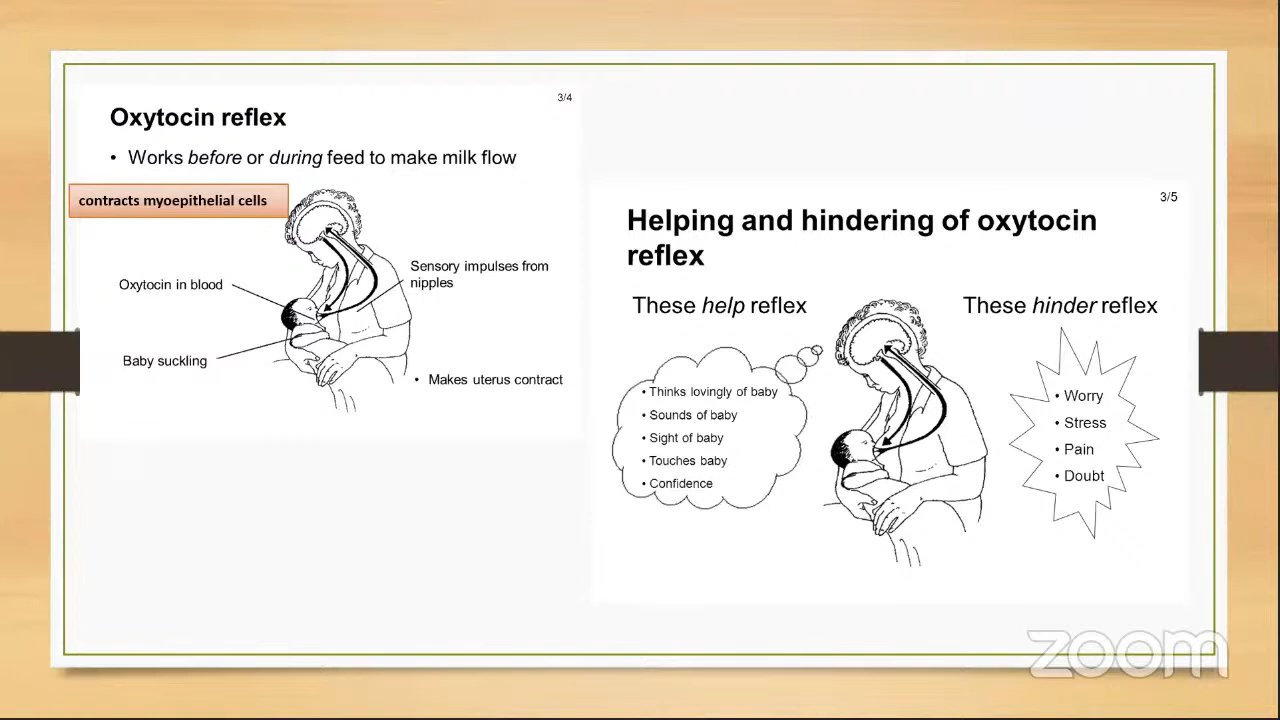 3/4
Oxytocin reflex
• Works before or during feed to make milk flow
contracts myoepithelial cells
Sensory impulses from
nipples
Oxytocin in blood
Baby suckling
• Makes uterus contract
3/5
Helping and hindering of oxytocin
reflex
These help reflex
These hinder reflex
• Thinks lovingly of baby
• Sounds of baby
• Sight of baby
• Touches baby
• Confidence
• Worry
• Stress
• Pain
• Doubt
zoom